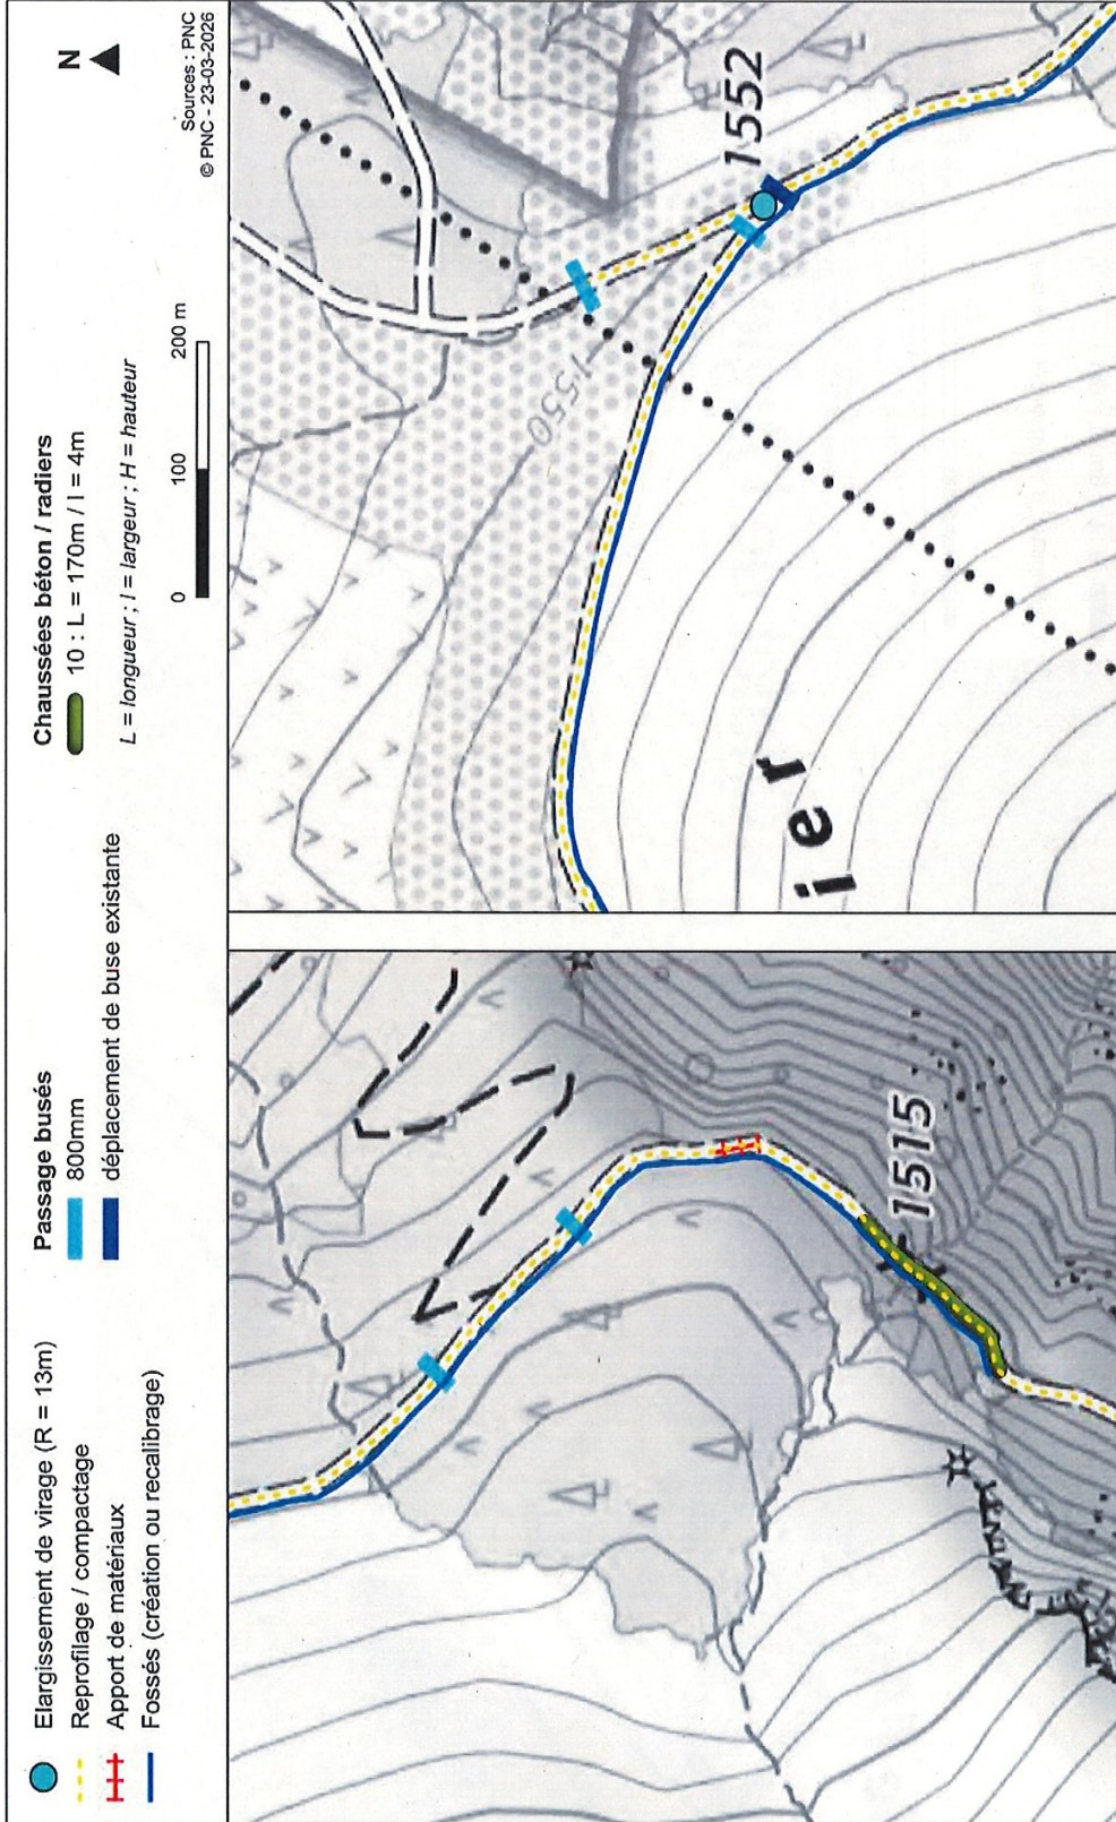 Elargissement de virage (R = 13m)
Reprofilage / compactage
Apport de matériaux
Fossés (création ou recalibrage)
Passage busés
800mm
déplacement de buse existante
Chaussées béton / radiers
10 : L = 170m / l = 4m
L = longueur ; l = largeur ; H = hauteur
0 100 200 m
N
Sources : PNC
© PNC - 23-03-2026
1515
1550
1552
i e r